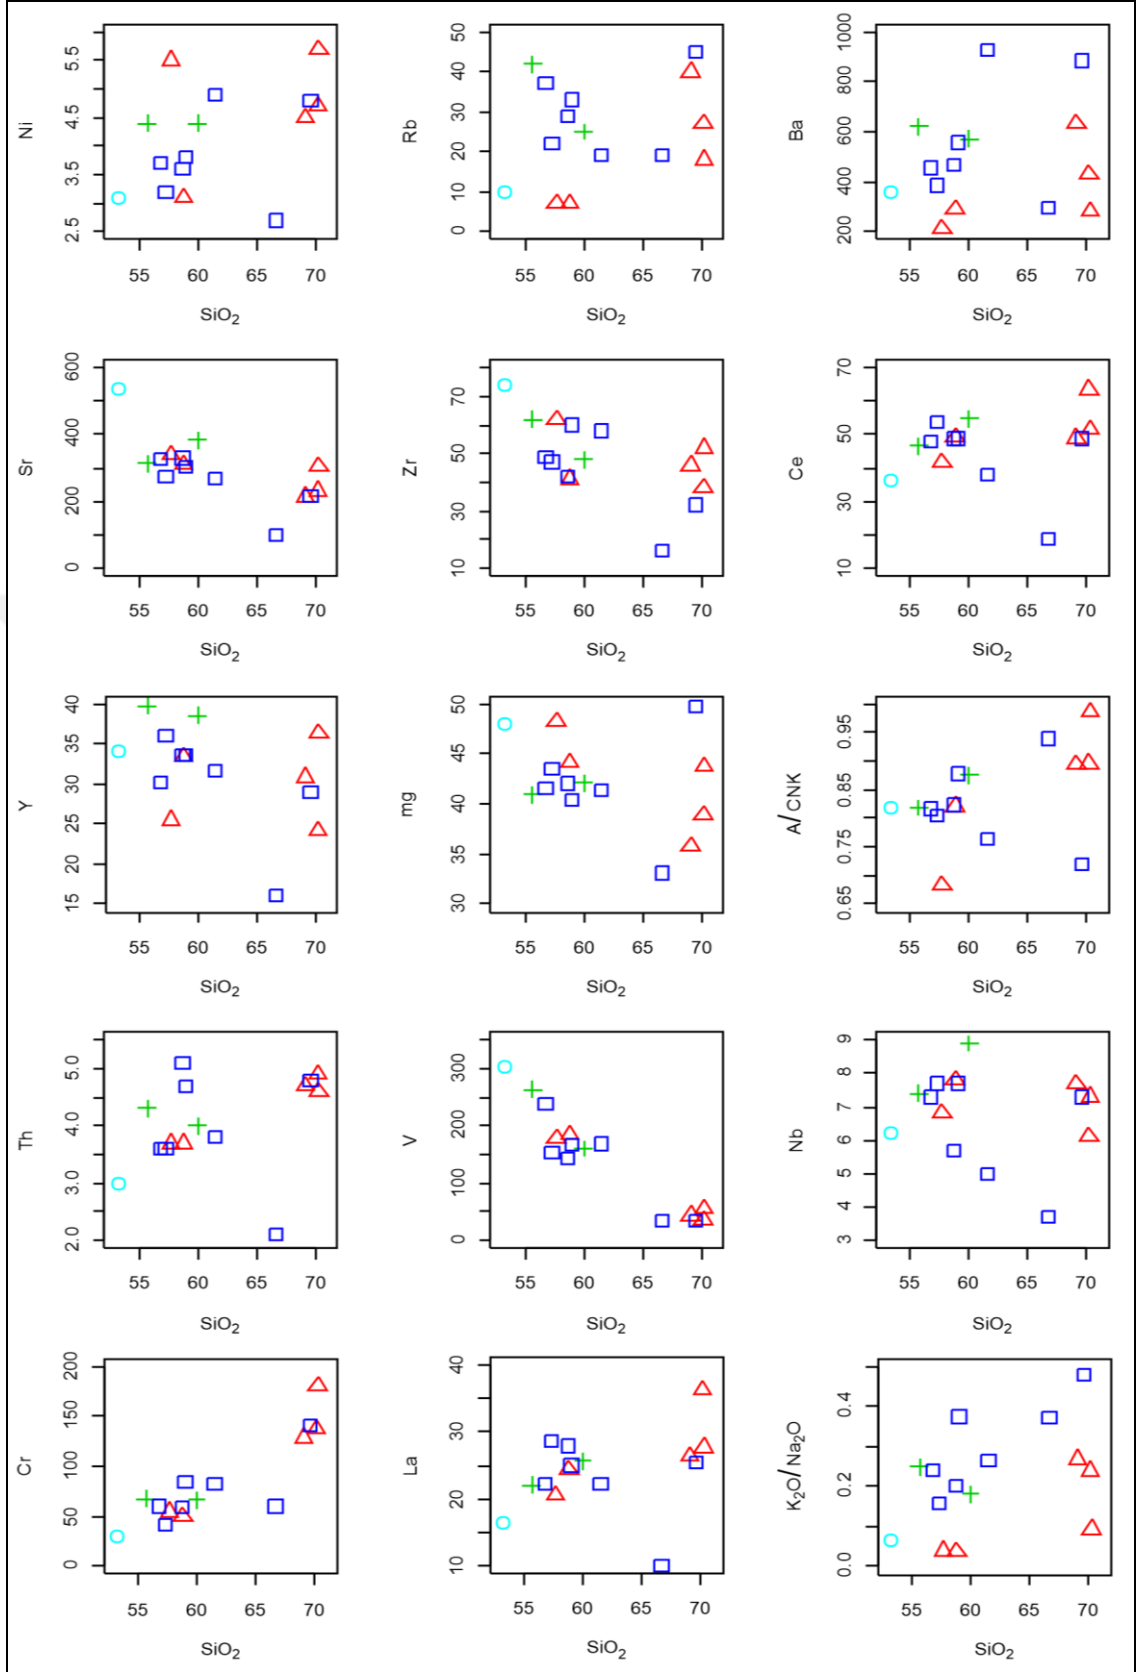 Ni
2.5 3.5 4.5 5.5
55 60 65 70
SiO₂
Rb
0 10 20 30 40 50
55 60 65 70
SiO₂
Ba
200 400 600 800 1000
55 60 65 70
SiO₂
Sr
0 200 400 600
55 60 65 70
SiO₂
Zr
10 30 50 70
55 60 65 70
SiO₂
Ce
10 30 50 70
55 60 65 70
SiO₂
Y
15 20 25 30 35 40
55 60 65 70
SiO₂
mg
30 35 40 45 50
55 60 65 70
SiO₂
A/CNK
0.65 0.75 0.85 0.95
55 60 65 70
SiO₂
Th
2.0 3.0 4.0 5.0
55 60 65 70
SiO₂
V
0 100 200 300
55 60 65 70
SiO₂
Nb
3 4 5 6 7 8 9
55 60 65 70
SiO₂
Cr
0 50 100 150 200
55 60 65 70
SiO₂
La
10 20 30 40
55 60 65 70
SiO₂
K₂O/Na₂O
0.0 0.2 0.4
55 60 65 70
SiO₂